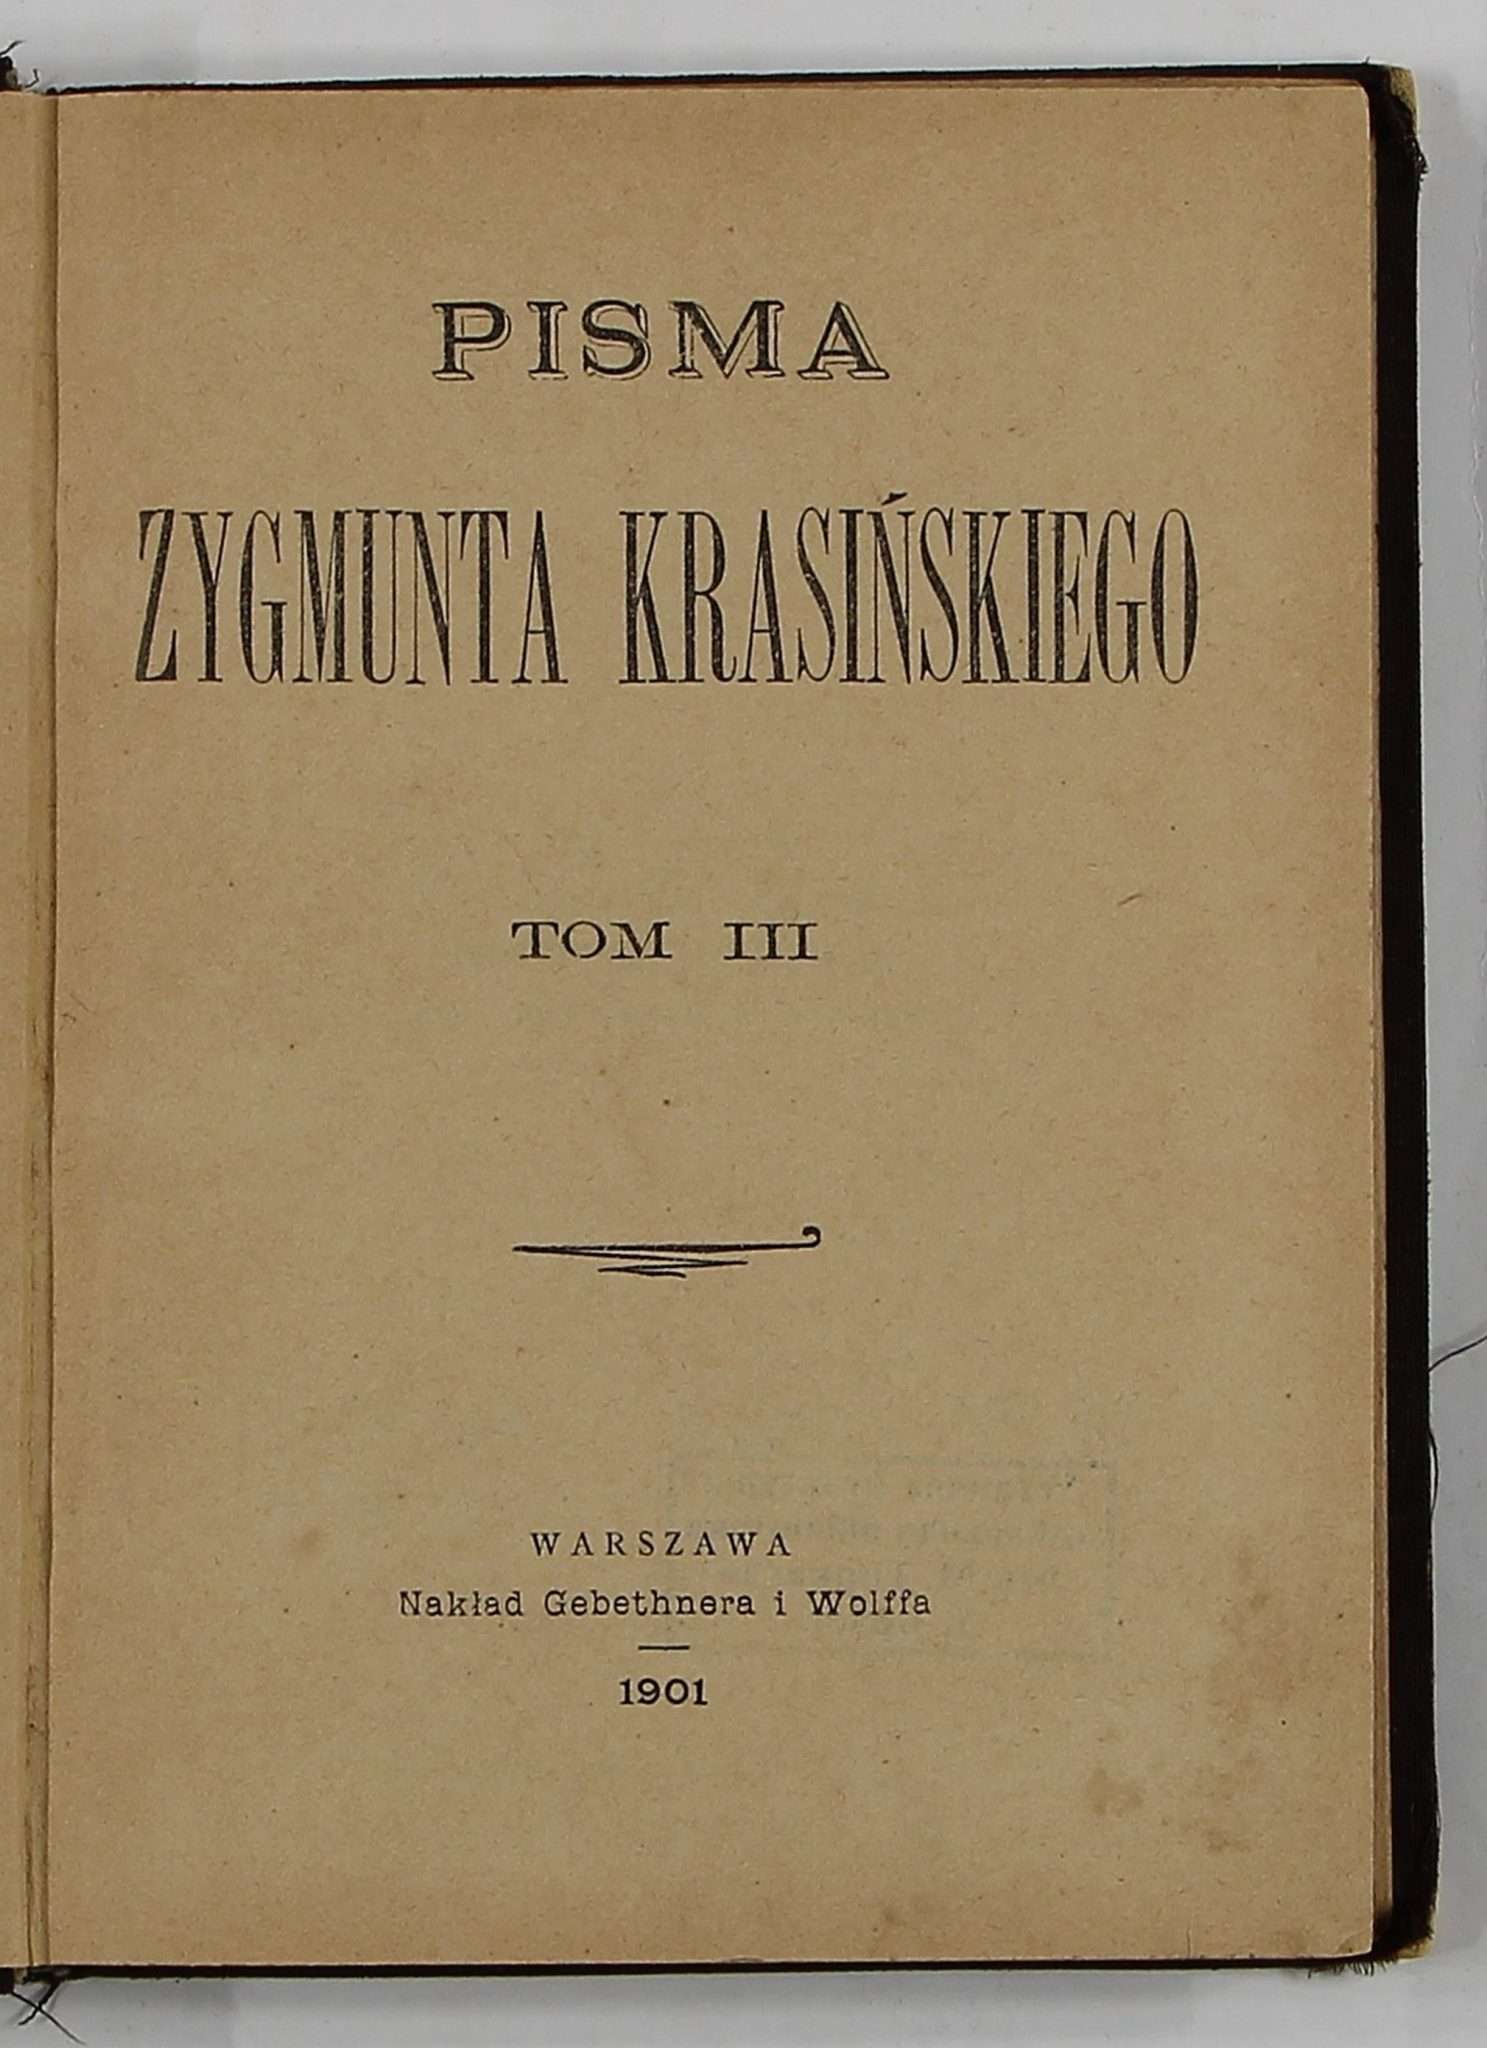 PISMA
ZYGMUNTA KRASIŃSKIEGO
TOM III
WARSZAWA
Nakład Gebethnera i Wolffa
1901